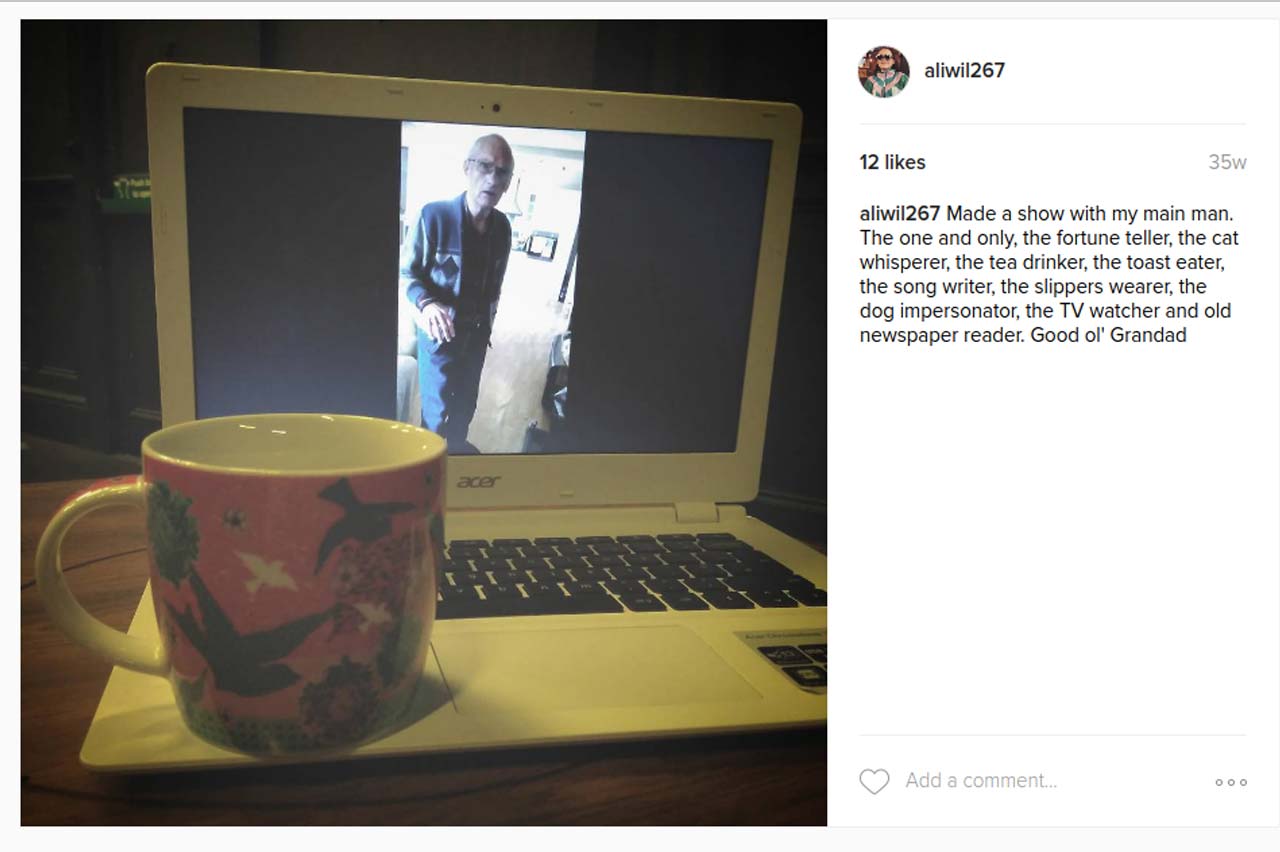 aliwil267
12 likes
35w
aliwil267 Made a show with my main man.
The one and only, the fortune teller, the cat
whisperer, the tea drinker, the toast eater,
the song writer, the slippers wearer, the
dog impersonator, the TV watcher and old
newspaper reader. Good ol' Grandad
acer
Add a comment...